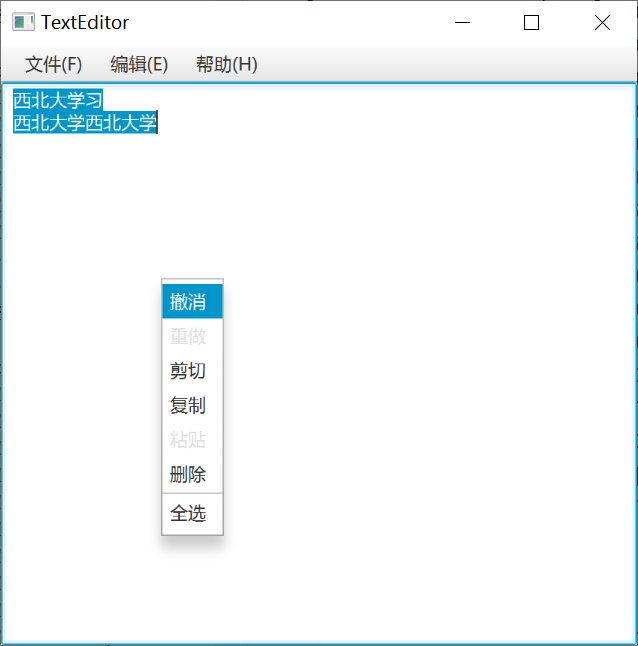 TextEditor
文件(F) 编辑(E) 帮助(H)
西北大学习
西北大学西北大学
撤消
重做
剪切
复制
粘贴
删除
全选